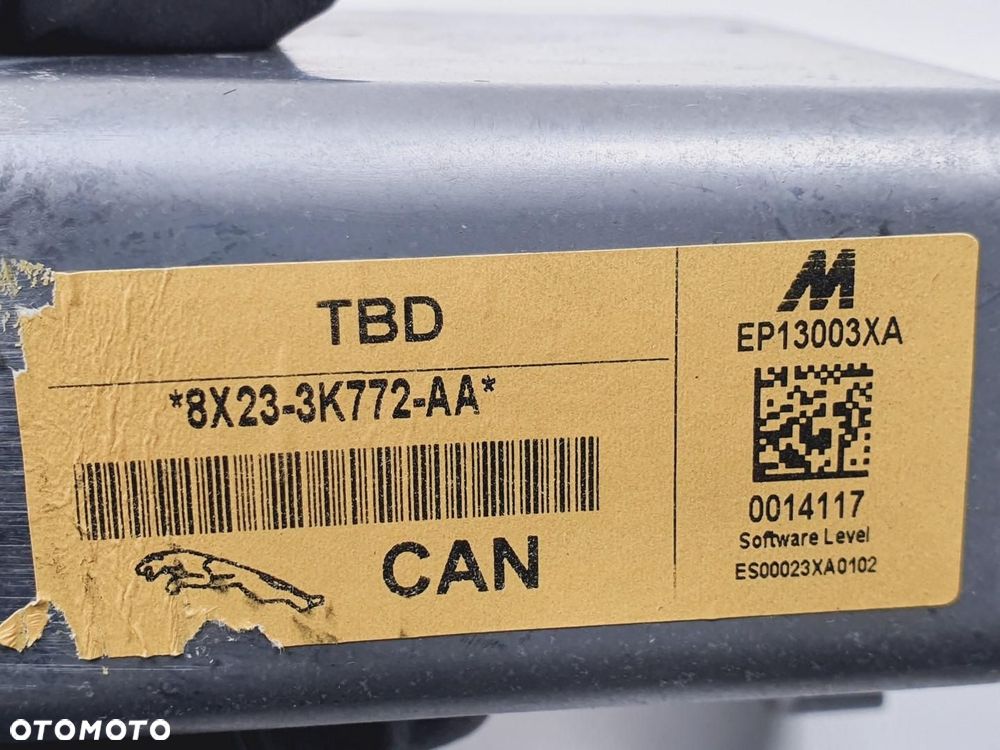 TBD
*8X23-3K772-AA*
CAN
M
EP13003XA
0014117
Software Level
ES00023XA0102
OTOMOTO